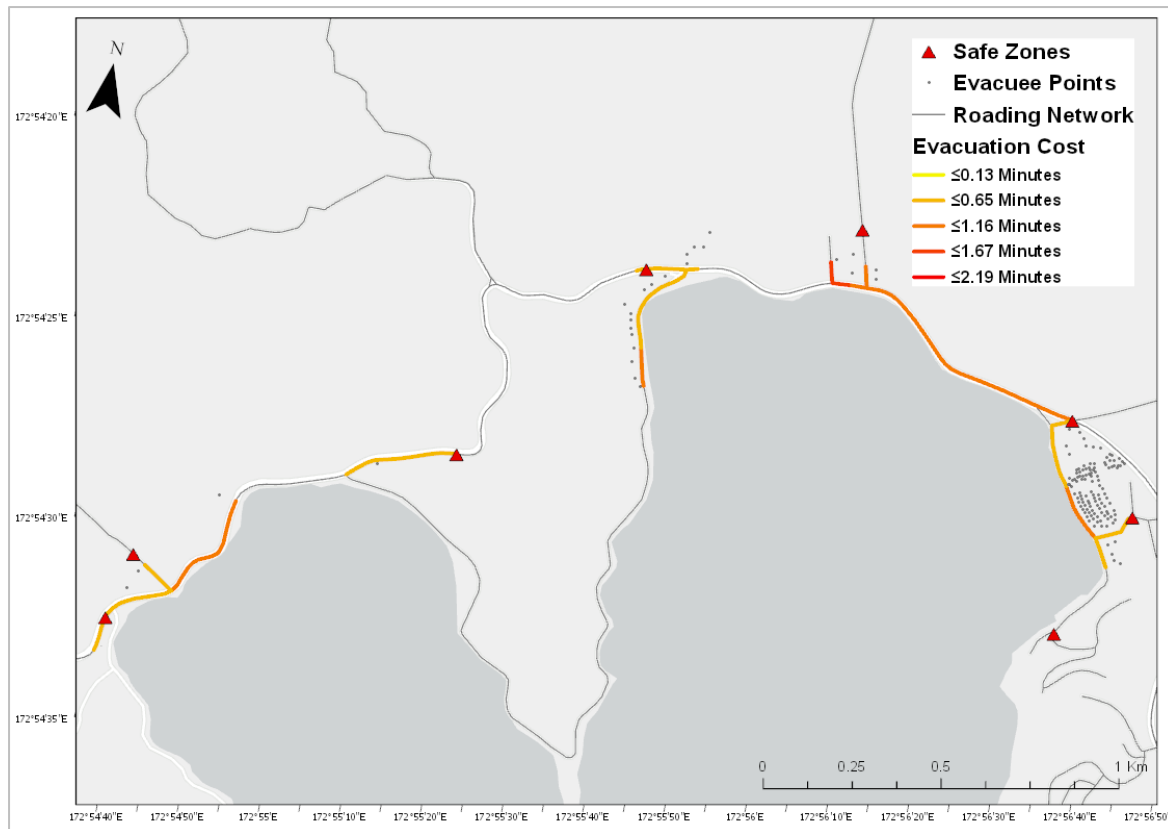 N
Safe Zones
Evacuee Points
Roading Network
Evacuation Cost
≤0.13 Minutes
≤0.65 Minutes
≤1.16 Minutes
≤1.67 Minutes
≤2.19 Minutes
172°54'20"E
172°54'25"E
172°54'30"E
172°54'35"E
0 0.25 0.5 1 Km
172°54'40"E 172°54'50"E 172°55'E 172°55'10"E 172°55'20"E 172°55'30"E 172°55'40"E 172°55'50"E 172°56'E 172°56'10"E 172°56'20"E 172°56'30"E 172°56'40"E 172°56'50"E